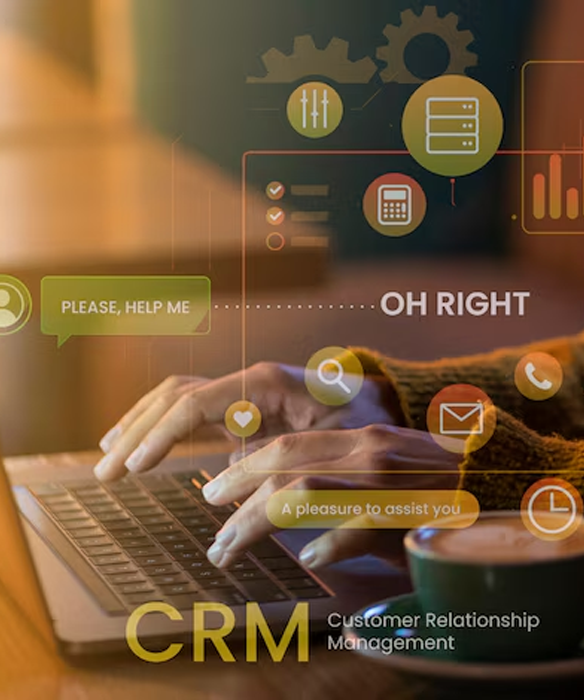 PLEASE, HELP ME
OH RIGHT
A pleasure to assist you
CRM
Customer Relationship
Management